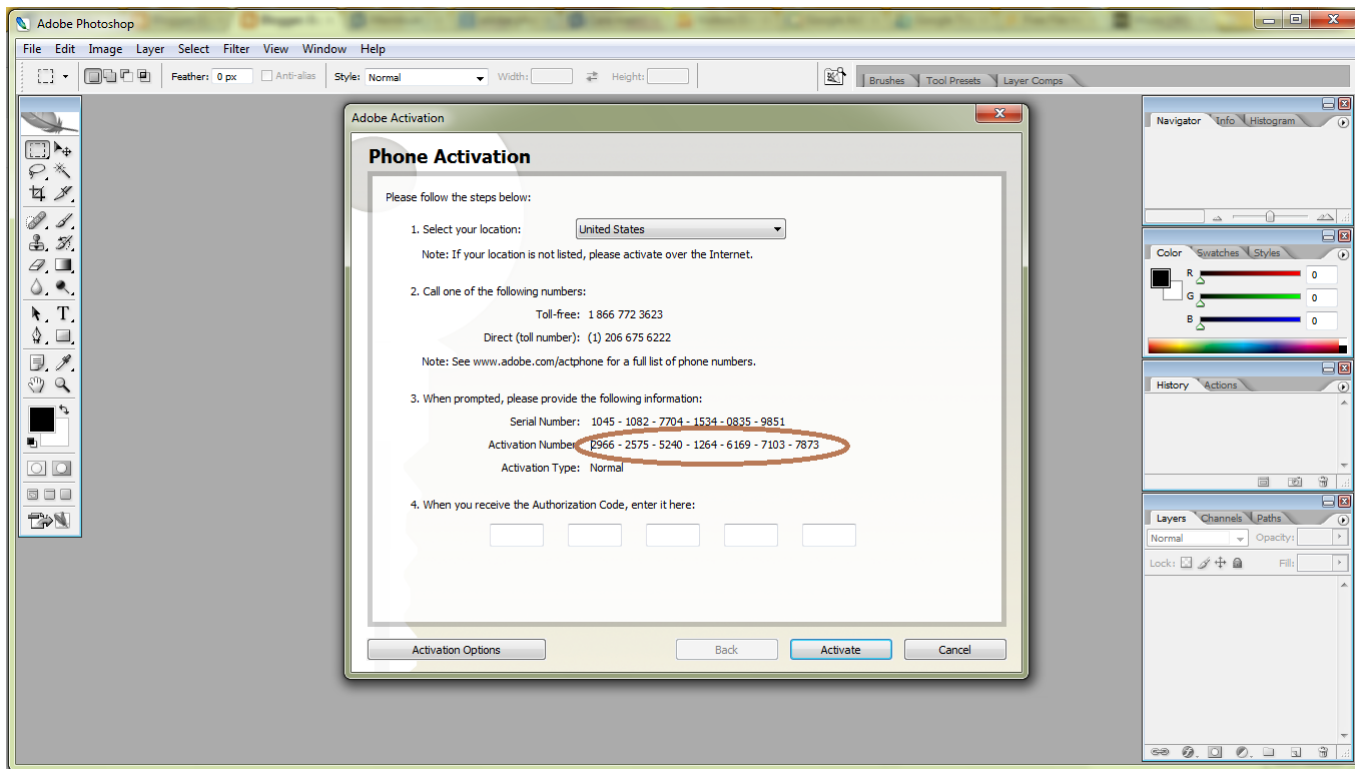 Adobe Photoshop
File Edit Image Layer Select Filter View Window Help
Feather: 0 px Anti-alias Style: Normal Width: Height: Brushes Tool Presets Layer Comps
Adobe Activation
Phone Activation
Please follow the steps below:
1. Select your location: United States
Note: If your location is not listed, please activate over the Internet.
2. Call one of the following numbers:
Toll-free: 1 866 772 3623
Direct (toll number): (1) 206 675 6222
Note: See www.adobe.com/actphone for a full list of phone numbers.
3. When prompted, please provide the following information:
Serial Number: 1045 - 1082 - 7704 - 1534 - 0835 - 9851
Activation Number: 2966 - 2575 - 5240 - 1264 - 6169 - 7103 - 7873
Activation Type: Normal
4. When you receive the Authorization Code, enter it here:
Activation Options Back Activate Cancel
Navigator Info Histogram
Color Swatches Styles
R 0
G 0
B 0
History Actions
Layers Channels Paths
Normal Opacity:
Lock: Fill: